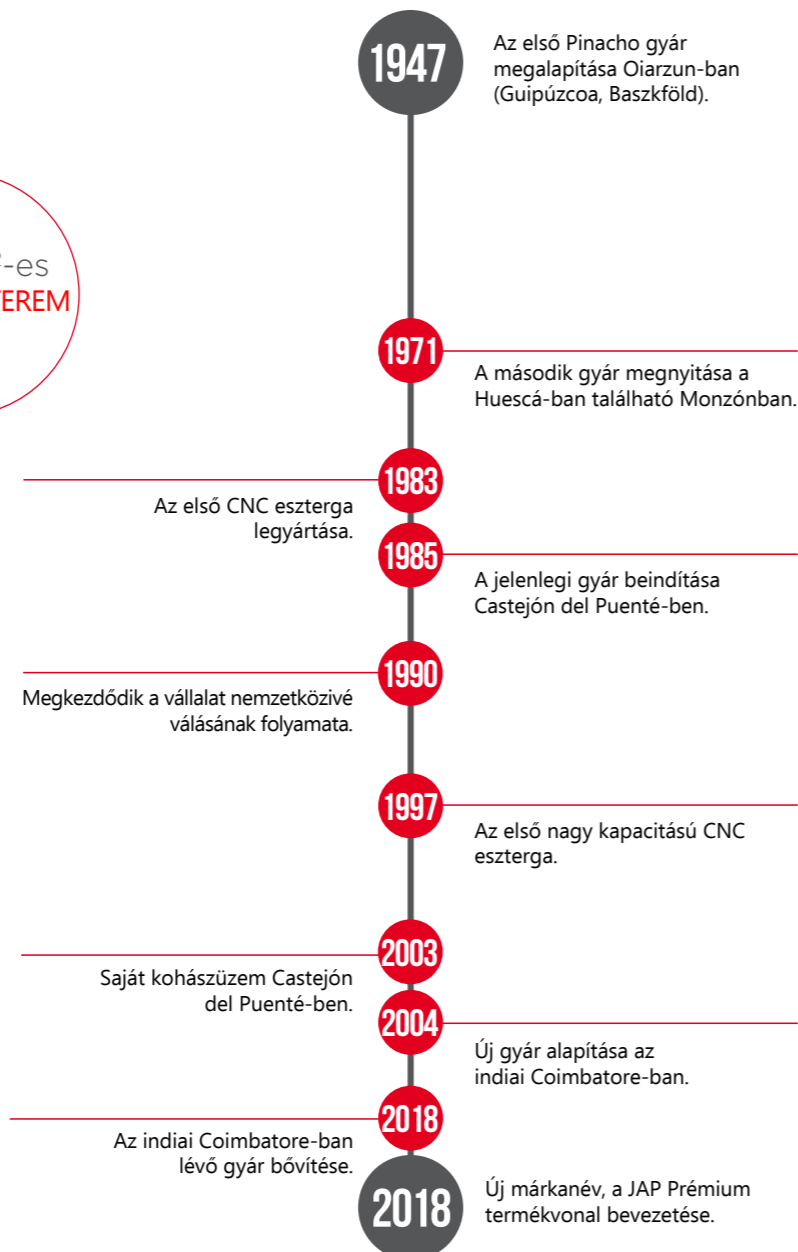 1947
Az első Pinacho gyár
megalapítása Oiarzun-ban
(Guipúzcoa, Baszkföld).
-es
TEREM
1971
A második gyár megnyitása a
Huescá-ban található Monzónban.
1983
Az első CNC eszterga
legyártása.
1985
A jelenlegi gyár beindítása
Castejón del Puenté-ben.
1990
Megkezdődik a vállalat nemzetközivé
válásának folyamata.
1997
Az első nagy kapacitású CNC
eszterga.
2003
Saját kohászüzem Castejón
del Puenté-ben.
2004
Új gyár alapítása az
indiai Coimbatore-ban.
2018
Az indiai Coimbatore-ban
lévő gyár bővítése.
2018
Új márkanév, a JAP Prémium
termékvonal bevezetése.